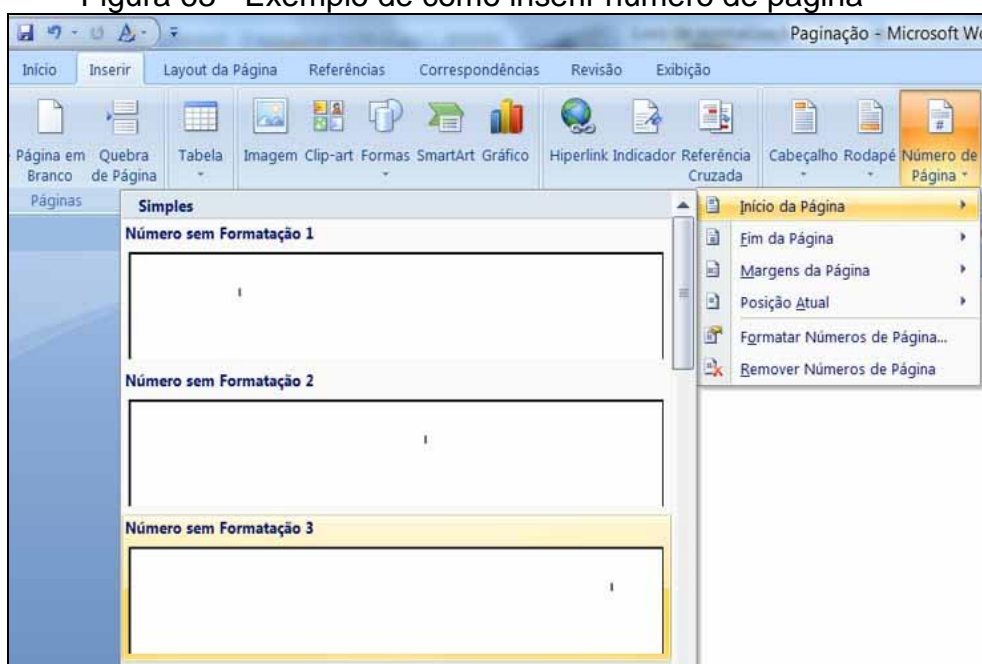 Figura 68 - Exemplo de como inserir número de página
Paginação - Microsoft Wo
Início Inserir Layout da Página Referências Correspondências Revisão Exibição
Página em Branco
Quebra de Página
Tabela
Imagem
Clip-art
Formas
SmartArt
Gráfico
Hiperlink
Indicador
Referência Cruzada
Cabeçalho
Rodapé
Número de Página
Páginas
Simples
Número sem Formatação 1
Número sem Formatação 2
Número sem Formatação 3
Início da Página
Fim da Página
Margens da Página
Posição Atual
Formatar Números de Página...
Remover Números de Página